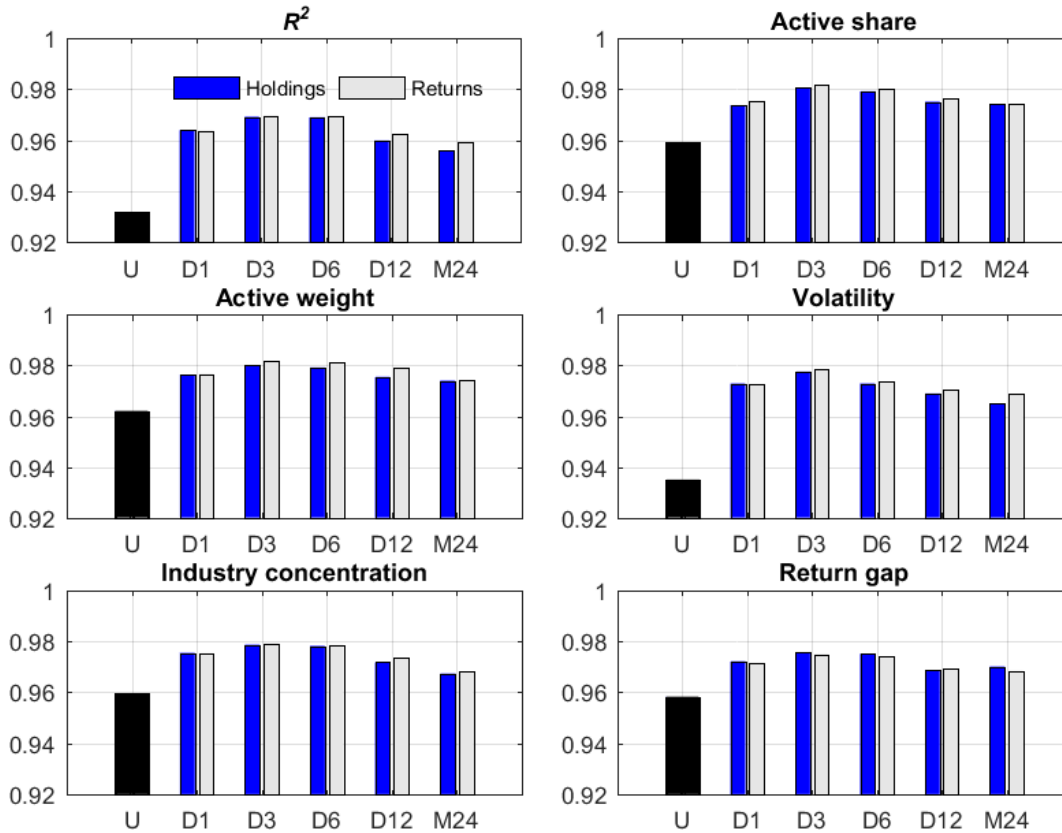 R²
1
0.98
0.96
0.94
0.92
Holdings
Returns
U D1 D3 D6 D12 M24
Active share
1
0.98
0.96
0.94
0.92
U D1 D3 D6 D12 M24
Active weight
1
0.98
0.96
0.94
0.92
U D1 D3 D6 D12 M24
Volatility
1
0.98
0.96
0.94
0.92
U D1 D3 D6 D12 M24
Industry concentration
1
0.98
0.96
0.94
0.92
U D1 D3 D6 D12 M24
Return gap
1
0.98
0.96
0.94
0.92
U D1 D3 D6 D12 M24